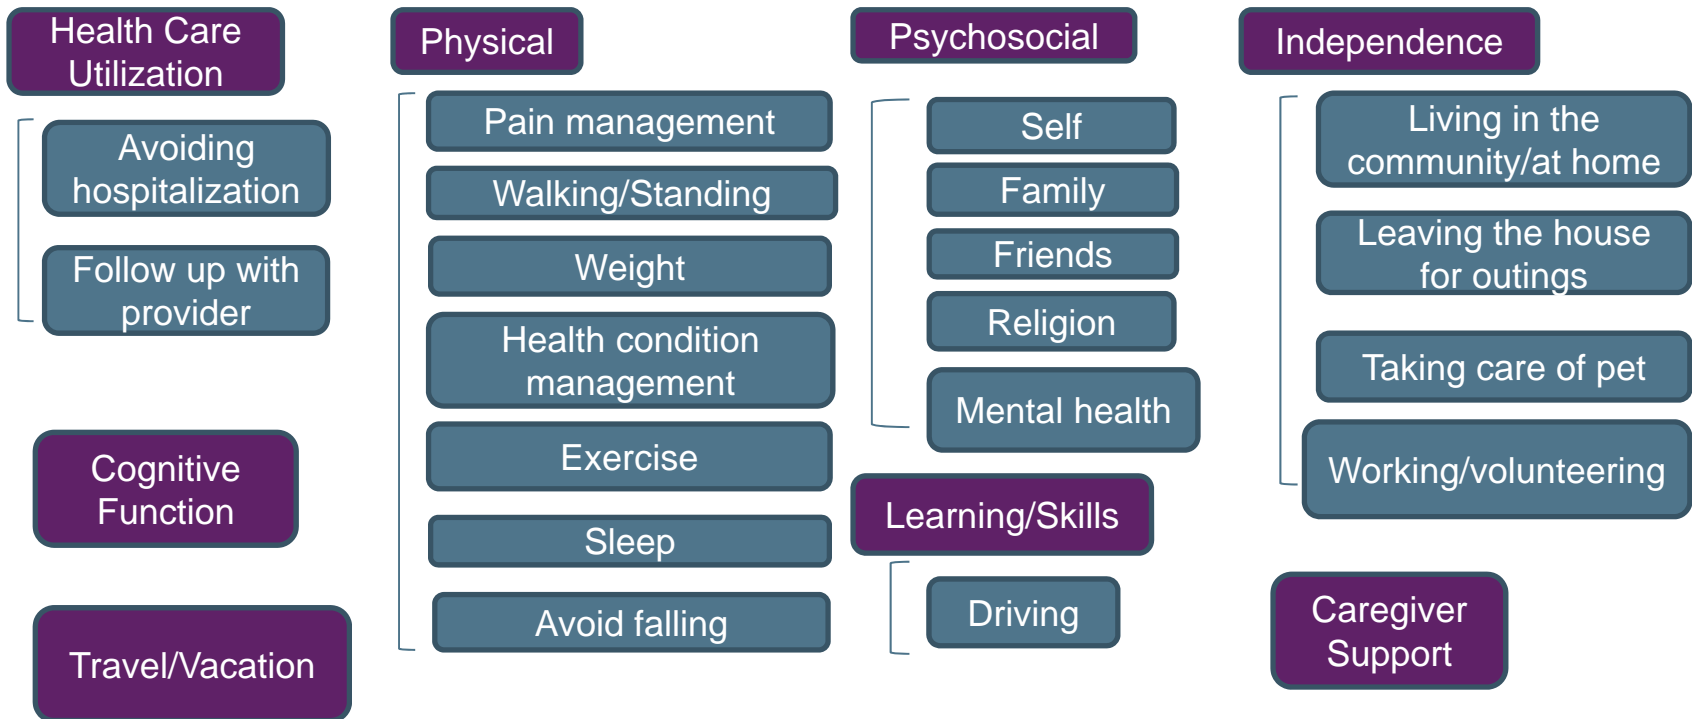 Health Care
Utilization
Avoiding
hospitalization
Follow up with
provider
Cognitive
Function
Travel/Vacation
Physical
Pain management
Walking/Standing
Weight
Health condition
management
Exercise
Sleep
Avoid falling
Psychosocial
Self
Family
Friends
Religion
Mental health
Learning/Skills
Driving
Independence
Living in the
community/at home
Leaving the house
for outings
Taking care of pet
Working/volunteering
Caregiver
Support